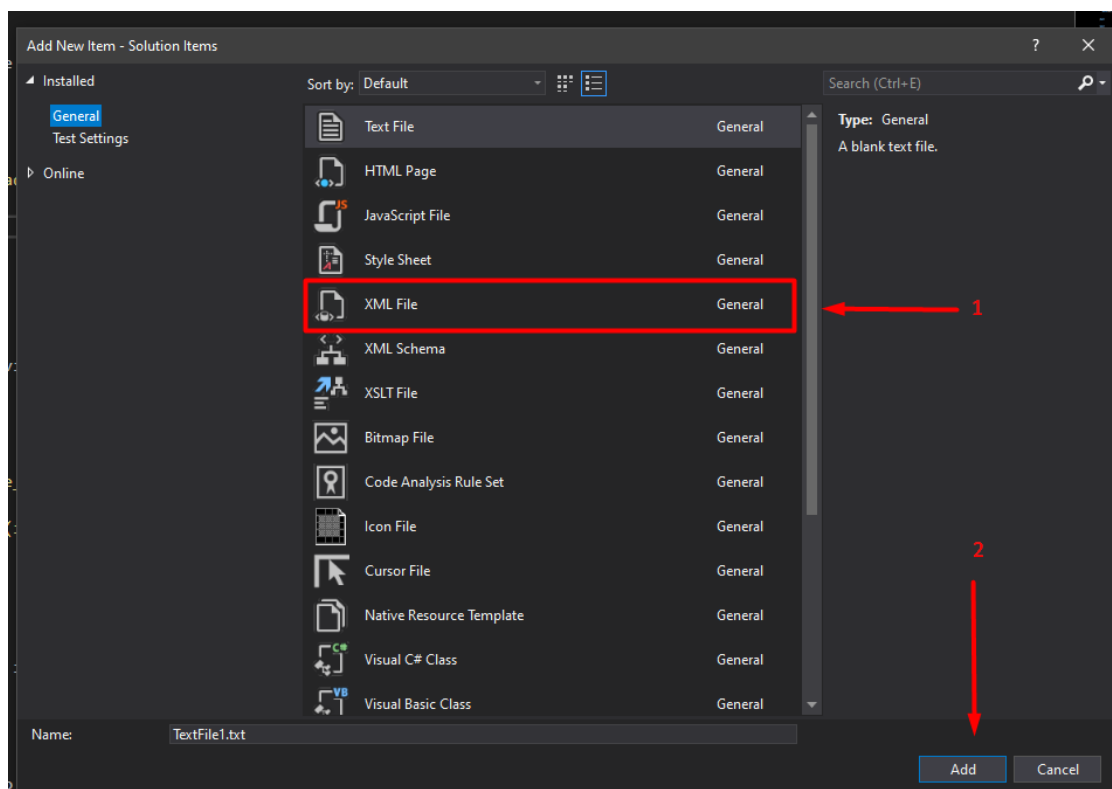 Add New Item - Solution Items
? ×
Installed
General
Test Settings
Online
Sort by: Default
Search (Ctrl+E)
Text File General
HTML Page General
JS
JavaScript File General
Style Sheet General
XML File General
1
XML Schema General
XSLT File General
Bitmap File General
Code Analysis Rule Set General
Icon File General
Cursor File General
Native Resource Template General
C#
Visual C# Class General
VB
Visual Basic Class General
Type: General
A blank text file.
2
Name: TextFile1.txt
Add Cancel